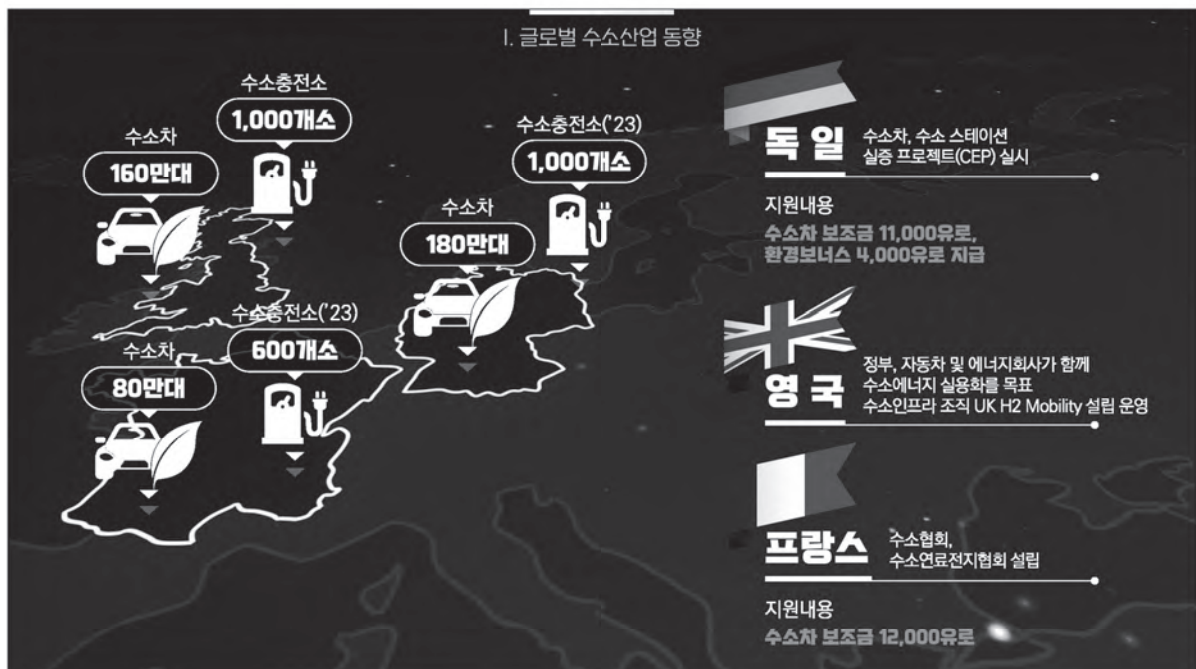 I. 글로벌 수소산업 동향
수소충전소
1,000개소
수소차
160만대
수소충전소('23)
1,000개소
수소차
180만대
수소충전소('23)
600개소
수소차
80만대
독일
수소차, 수소 스테이션
실증 프로젝트(CEP) 실시
지원내용
수소차 보조금 11,000유로,
환경보너스 4,000유로 지급
영국
정부, 자동차 및 에너지회사가 함께
수소에너지 실용화를 목표
수소인프라 조직 UK H2 Mobility 설립 운영
프랑스
수소협회,
수소연료전지협회 설립
지원내용
수소차 보조금 12,000유로